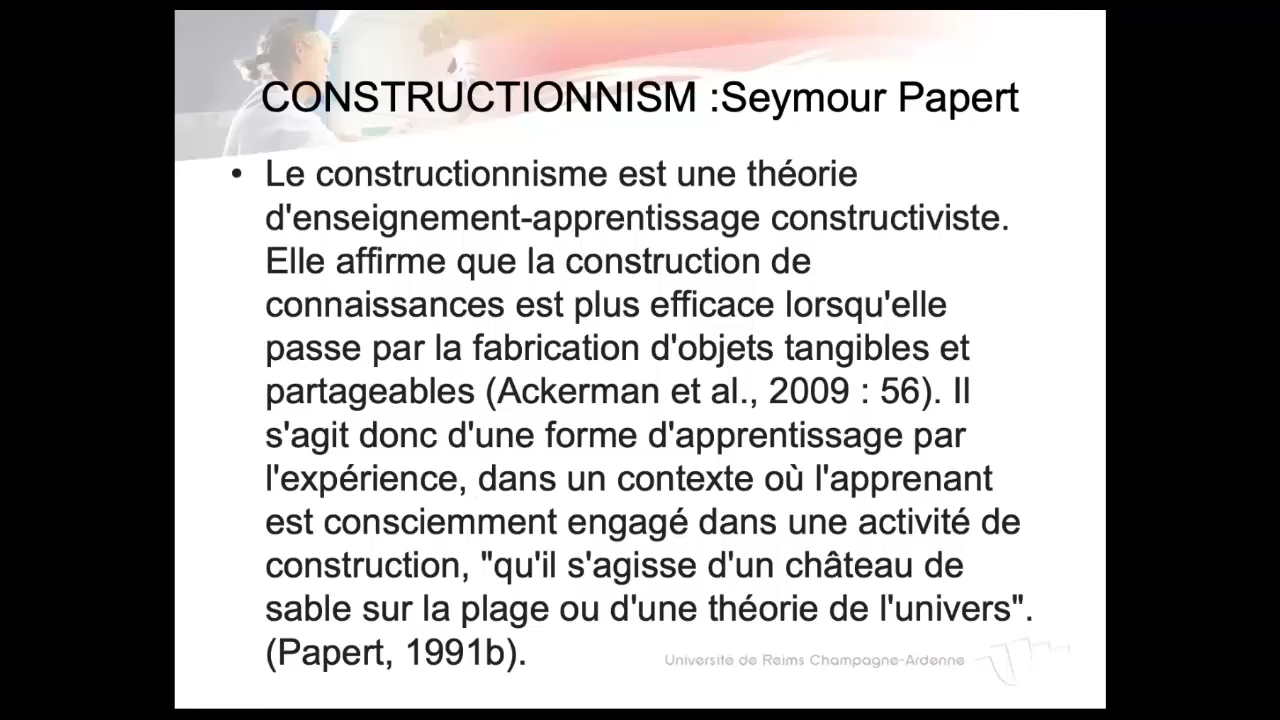 CONSTRUCTIONNISM :Seymour Papert
• Le constructionnisme est une théorie
d'enseignement-apprentissage constructiviste.
Elle affirme que la construction de
connaissances est plus efficace lorsqu'elle
passe par la fabrication d'objets tangibles et
partageables (Ackerman et al., 2009 : 56). Il
s'agit donc d'une forme d'apprentissage par
l'expérience, dans un contexte où l'apprenant
est consciemment engagé dans une activité de
construction, "qu'il s'agisse d'un château de
sable sur la plage ou d'une théorie de l'univers".
(Papert, 1991b).
Université de Reims Champagne-Ardenne